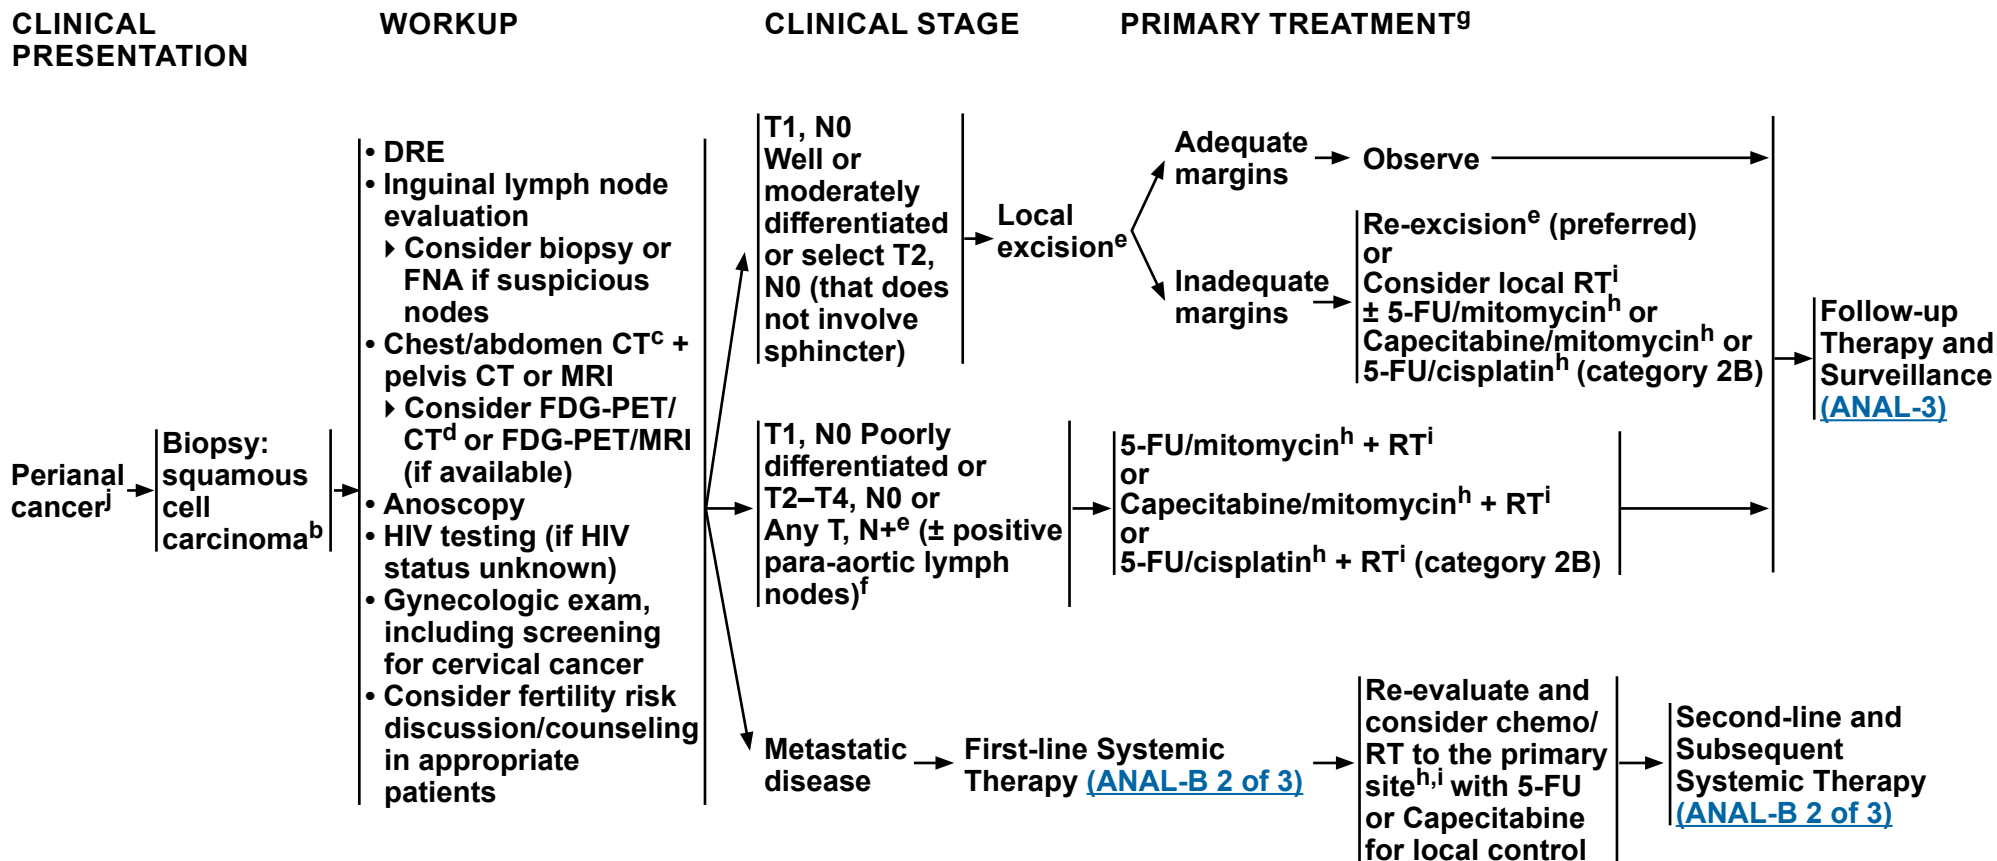 CLINICAL
PRESENTATION
WORKUP
CLINICAL STAGE
PRIMARY TREATMENTg
Perianal
cancerj
Biopsy:
squamous
cell
carcinomab
• DRE
• Inguinal lymph node
evaluation
▸ Consider biopsy or
FNA if suspicious
nodes
• Chest/abdomen CTc +
pelvis CT or MRI
▸ Consider FDG-PET/
CTd or FDG-PET/MRI
(if available)
• Anoscopy
• HIV testing (if HIV
status unknown)
• Gynecologic exam,
including screening
for cervical cancer
• Consider fertility risk
discussion/counseling
in appropriate
patients
T1, N0
Well or
moderately
differentiated
or select T2,
N0 (that does
not involve
sphincter)
Local
excisione
Adequate
margins
Observe
Inadequate
margins
Re-excisione (preferred)
or
Consider local RTi
± 5-FU/mitomycinh or
Capecitabine/mitomycinh or
5-FU/cisplatinh (category 2B)
Follow-up
Therapy and
Surveillance
(ANAL-3)
T1, N0 Poorly
differentiated or
T2–T4, N0 or
Any T, N+e (± positive
para-aortic lymph
nodes)f
5-FU/mitomycinh + RTi
or
Capecitabine/mitomycinh + RTi
or
5-FU/cisplatinh + RTi (category 2B)
Metastatic
disease
First-line Systemic
Therapy (ANAL-B 2 of 3)
Re-evaluate and
consider chemo/
RT to the primary
siteh,i with 5-FU
or Capecitabine
for local control
Second-line and
Subsequent
Systemic Therapy
(ANAL-B 2 of 3)